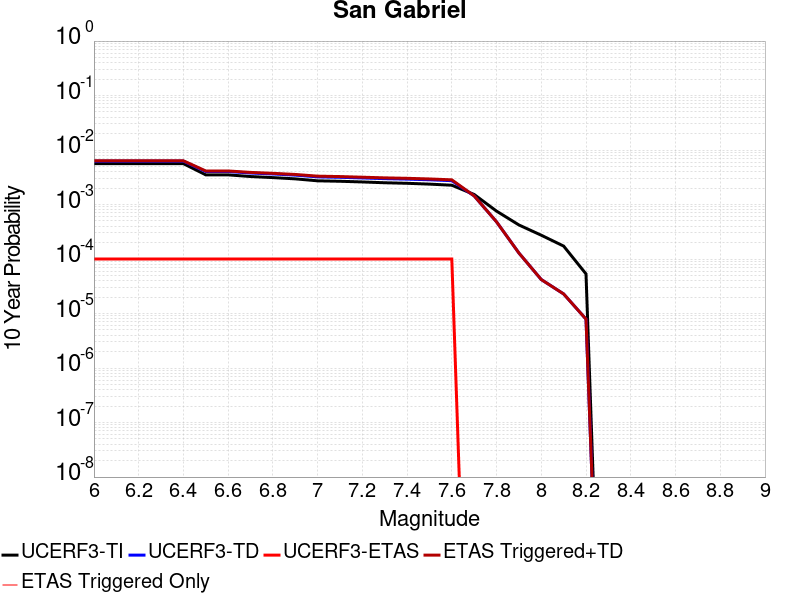 San Gabriel
10 Year Probability
10^0
10^-1
10^-2
10^-3
10^-4
10^-5
10^-6
10^-7
10^-8
6 6.2 6.4 6.6 6.8 7 7.2 7.4 7.6 7.8 8 8.2 8.4 8.6 8.8 9
Magnitude
UCERF3-TI UCERF3-TD UCERF3-ETAS ETAS Triggered+TD
ETAS Triggered Only